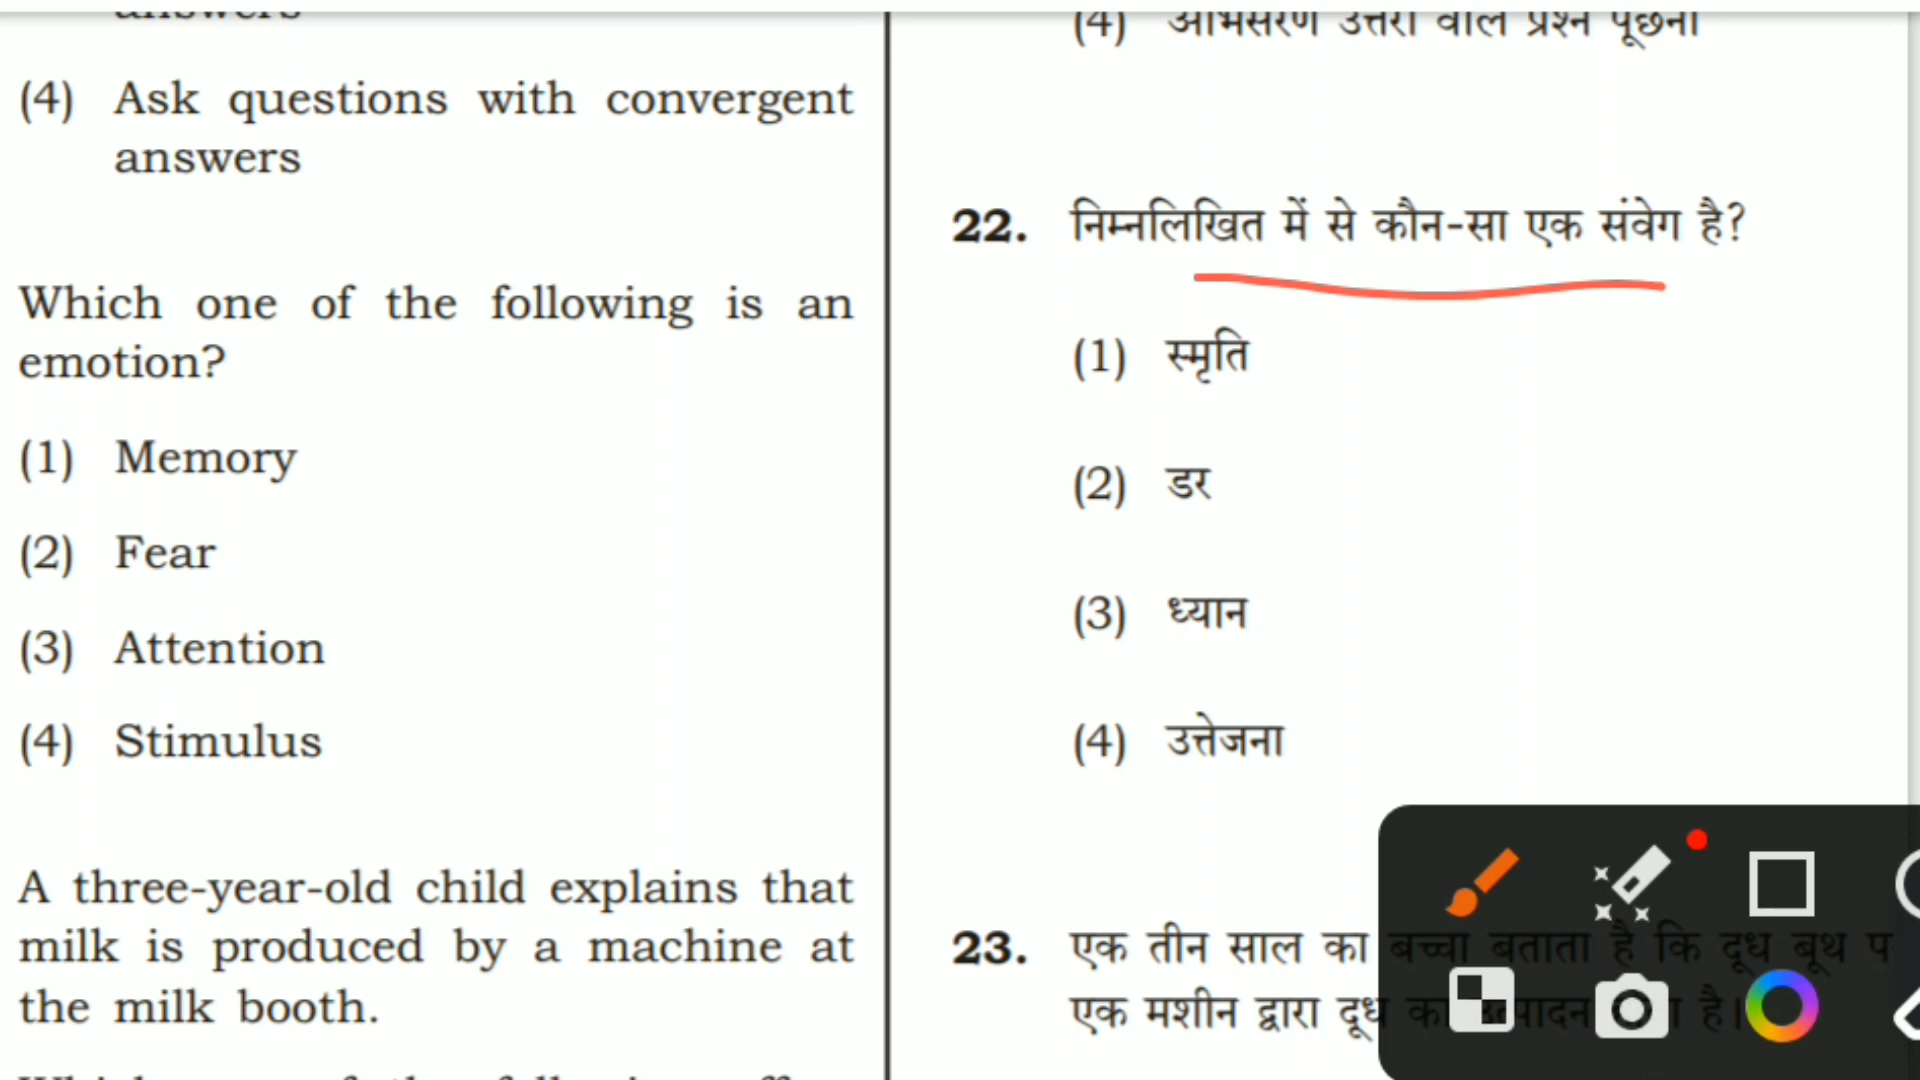 answers
(4) Ask questions with convergent
answers
Which one of the following is an
emotion?
(1) Memory
(2) Fear
(3) Attention
(4) Stimulus
A three-year-old child explains that
milk is produced by a machine at
the milk booth.
(4) अभिसरण उत्तरों वाले प्रश्न पूछना
22. निम्नलिखित में से कौन-सा एक संवेग है?
(1) स्मृति
(2) डर
(3) ध्यान
(4) उत्तेजना
23. एक तीन साल का बच्चा बताता है कि दूध बूथ
एक मशीन द्वारा दूध का है।